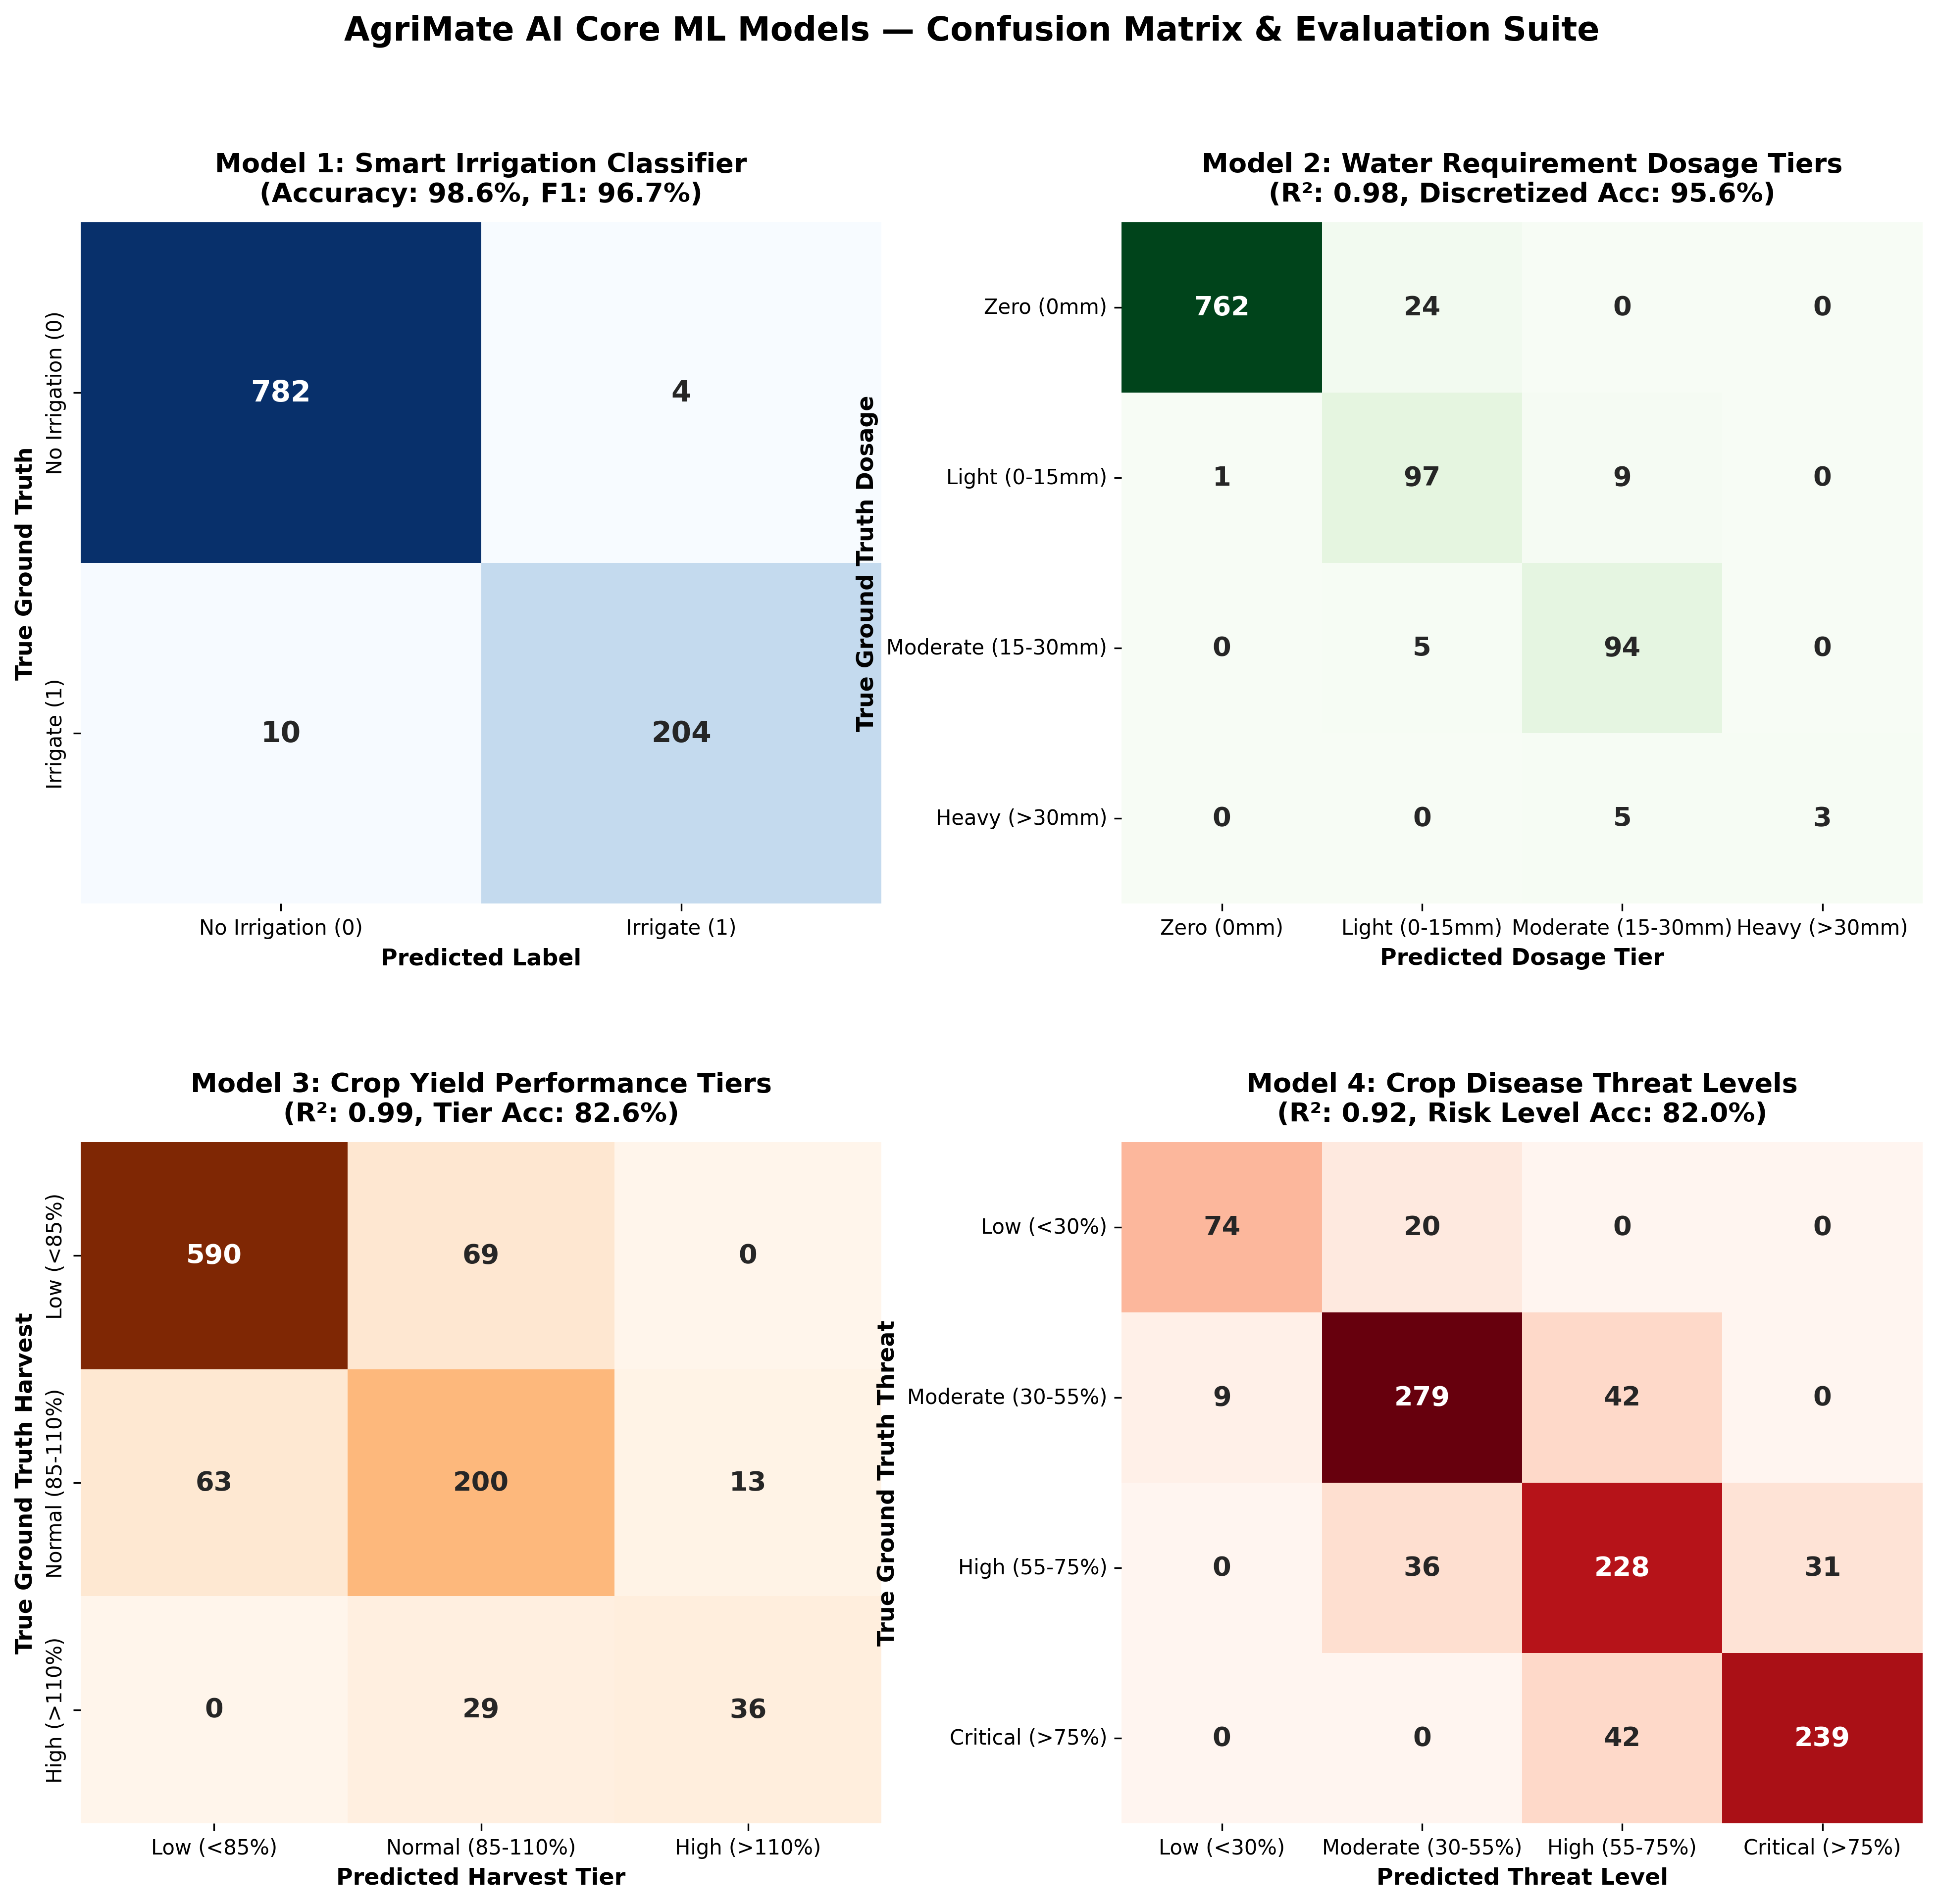 AgriMate AI Core ML Models — Confusion Matrix & Evaluation Suite
Model 1: Smart Irrigation Classifier
(Accuracy: 98.6%, F1: 96.7%)
True Ground Truth
No Irrigation (0)
782
4
Irrigate (1)
10
204
No Irrigation (0)
Irrigate (1)
Predicted Label
Model 2: Water Requirement Dosage Tiers
(R²: 0.98, Discretized Acc: 95.6%)
True Ground Truth Dosage
Zero (0mm)
762
24
0
0
Light (0-15mm)
1
97
9
0
Moderate (15-30mm)
0
5
94
0
Heavy (>30mm)
0
0
5
3
Zero (0mm)
Light (0-15mm)
Moderate (15-30mm)
Heavy (>30mm)
Predicted Dosage Tier
Model 3: Crop Yield Performance Tiers
(R²: 0.99, Tier Acc: 82.6%)
True Ground Truth Harvest
Low (<85%)
590
69
0
Normal (85-110%)
63
200
13
High (>110%)
0
29
36
Low (<85%)
Normal (85-110%)
High (>110%)
Predicted Harvest Tier
Model 4: Crop Disease Threat Levels
(R²: 0.92, Risk Level Acc: 82.0%)
True Ground Truth Threat
Low (<30%)
74
20
0
0
Moderate (30-55%)
9
279
42
0
High (55-75%)
0
36
228
31
Critical (>75%)
0
0
42
239
Low (<30%)
Moderate (30-55%)
High (55-75%)
Critical (>75%)
Predicted Threat Level